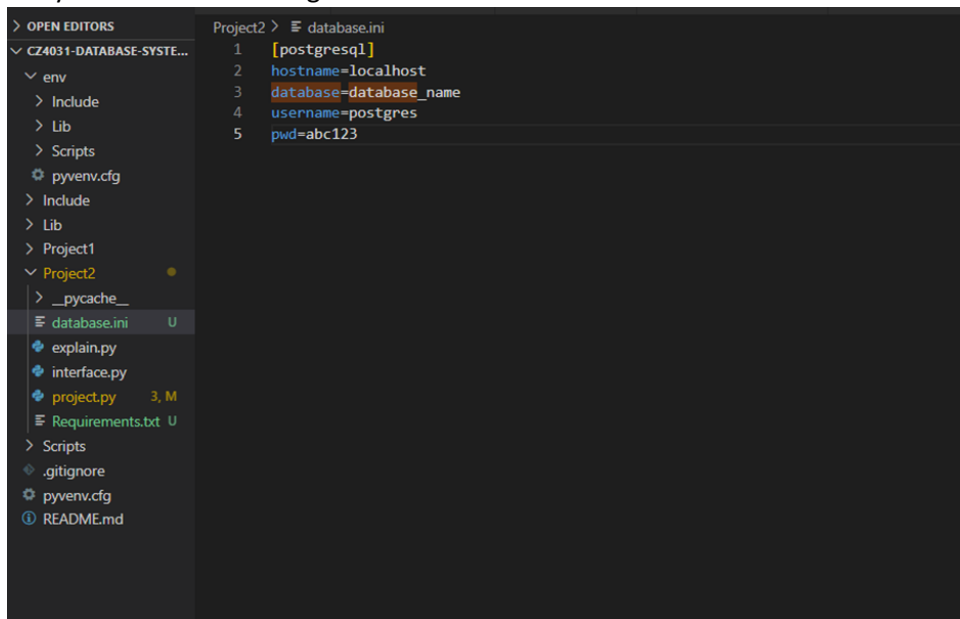 OPEN EDITORS
CZ4031-DATABASE-SYSTE...
env
Include
Lib
Scripts
pyvenv.cfg
Include
Lib
Project1
Project2
__pycache__
database.ini U
explain.py
interface.py
project.py 3, M
Requirements.txt U
Scripts
.gitignore
pyvenv.cfg
README.md
Project2 > database.ini
1 [postgresql]
2 hostname=localhost
3 database=database_name
4 username=postgres
5 pwd=abc123